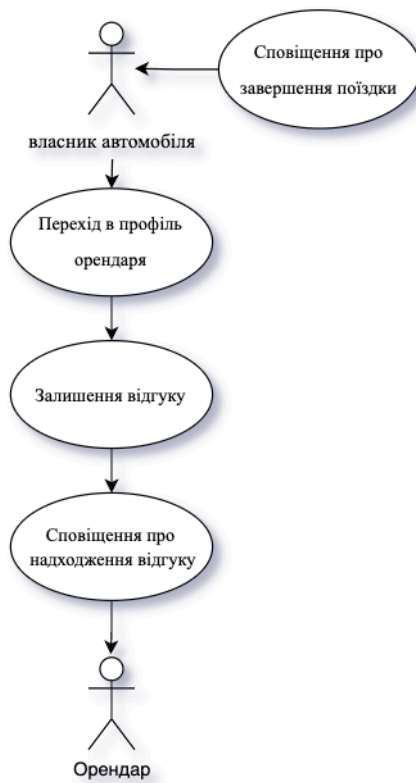 Сповіщення про
завершення поїздки
власник автомобіля
Перехід в профіль
орендаря
Залишення відгуку
Сповіщення про
надходження відгуку
Орендар